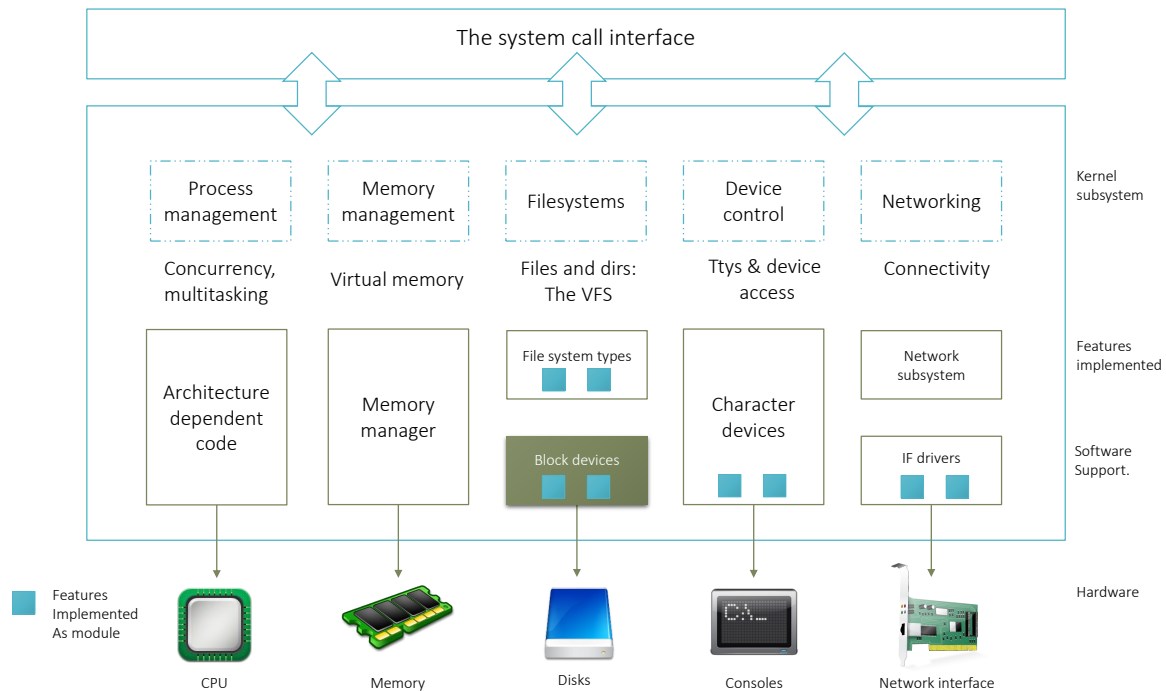 The system call interface
Process
management
Memory
management
Filesystems
Device
control
Networking
Kernel
subsystem
Concurrency,
multitasking
Virtual memory
Files and dirs:
The VFS
Ttys & device
access
Connectivity
Architecture
dependent
code
Memory
manager
File system types
Block devices
Character
devices
Network
subsystem
IF drivers
Features
implemented
Software
Support.
Features
Implemented
As module
Hardware
CPU
Memory
Disks
Consoles
Network interface